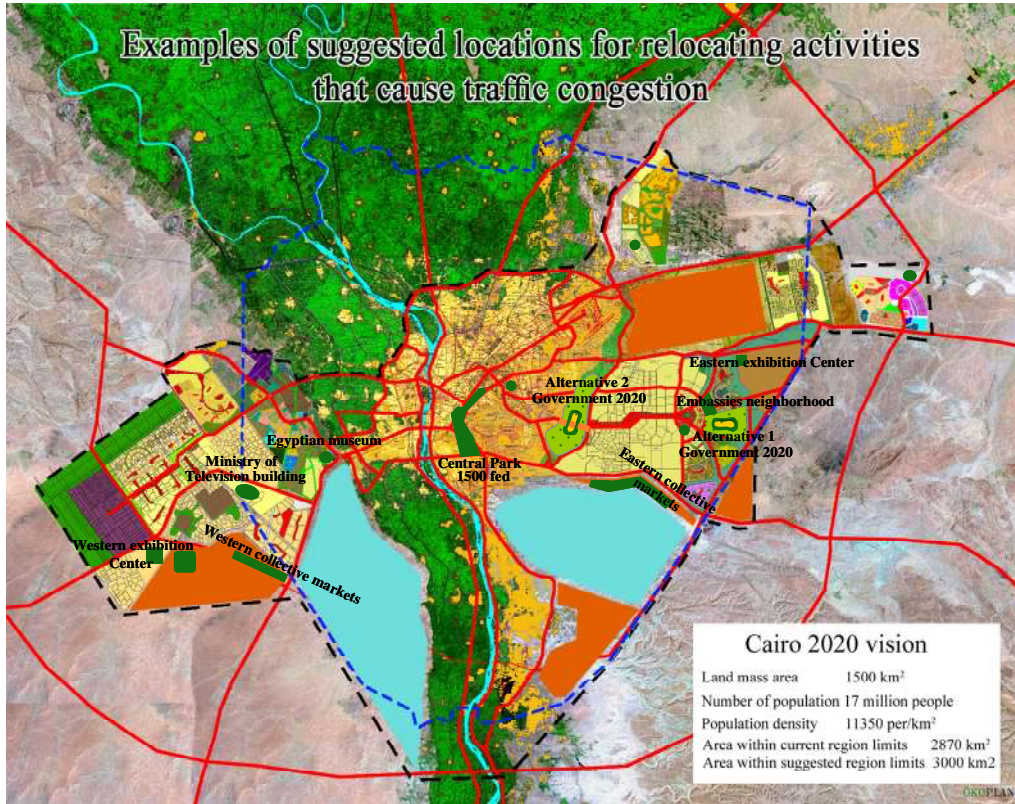 Examples of suggested locations for relocating activities
that cause traffic congestion
Eastern exhibition Center
Alternative 2
Government 2020
Embassies neighborhood
Alternative 1
Government 2020
Egyptian museum
Ministry of
Television building
Central Park
1500 fed
Eastern collective
markets
Western exhibition
Center
Western collective markets
Cairo 2020 vision
Land mass area 1500 km²
Number of population 17 million people
Population density 11350 per/km²
Area within current region limits 2870 km²
Area within suggested region limits 3000 km2
ÖKOPLAN